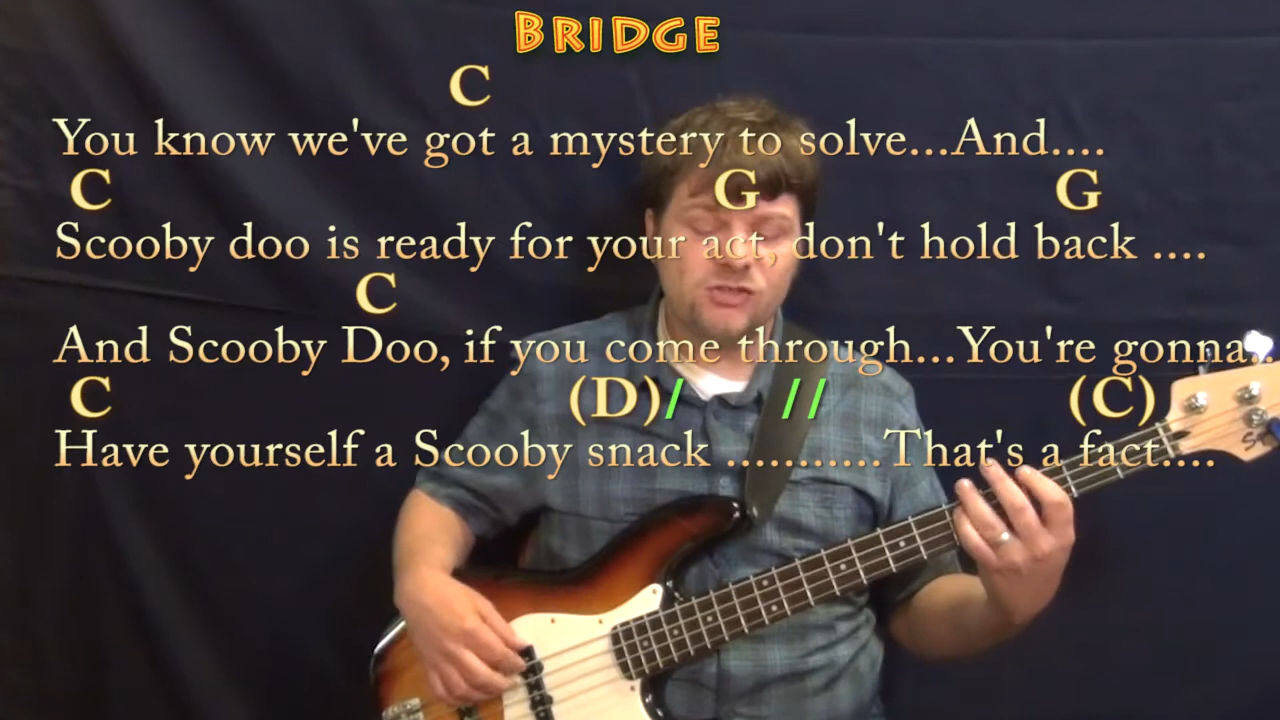 BRIDGE
C
You know we've got a mystery to solve...And....
C G G
Scooby doo is ready for your act, don't hold back ....
C
And Scooby Doo, if you come through...You're gonna..
C (D)/ // (C)
Have yourself a Scooby snack ...........That's a fact....